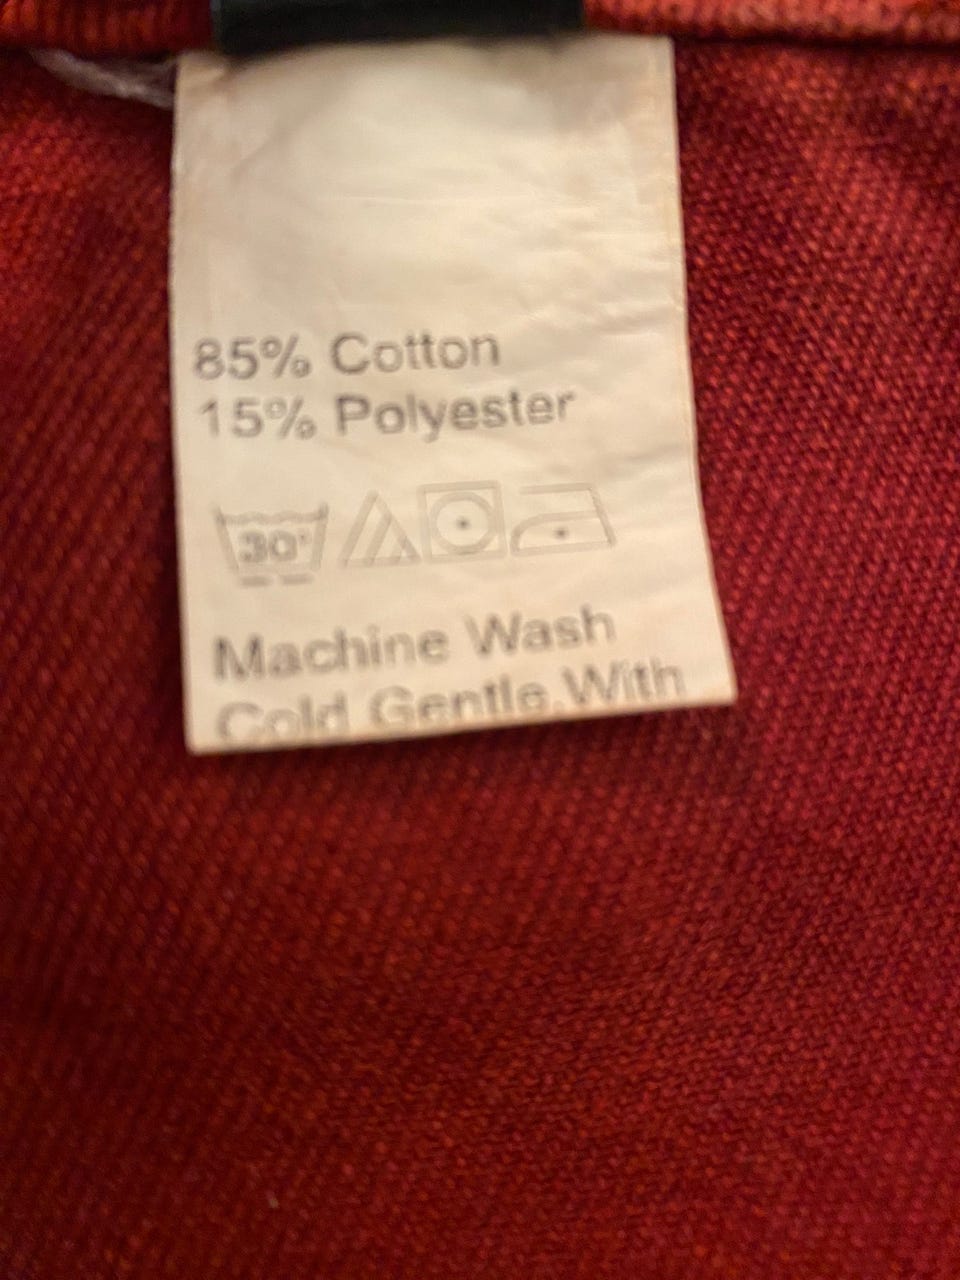 85% Cotton
15% Polyester
30°
Machine Wash
Cold Gentle.With